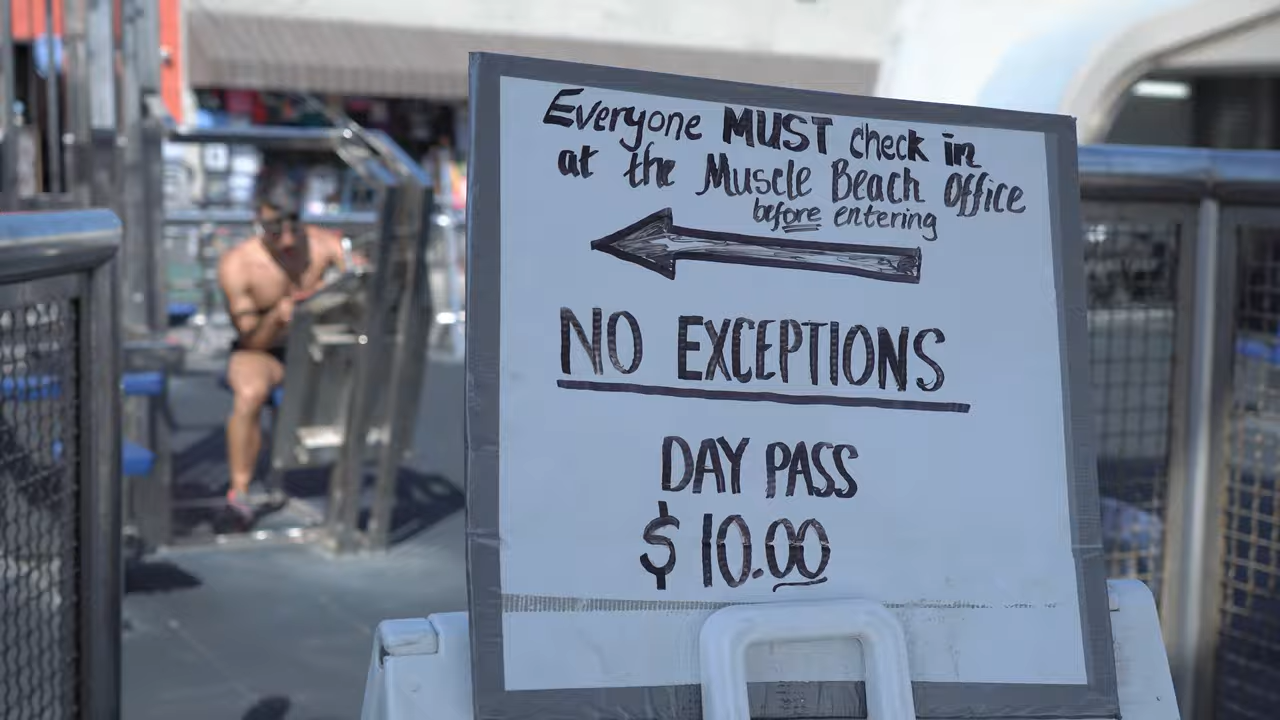 Everyone MUST check in
at the Muscle Beach Office
before entering
NO EXCEPTIONS
DAY PASS
$10.00